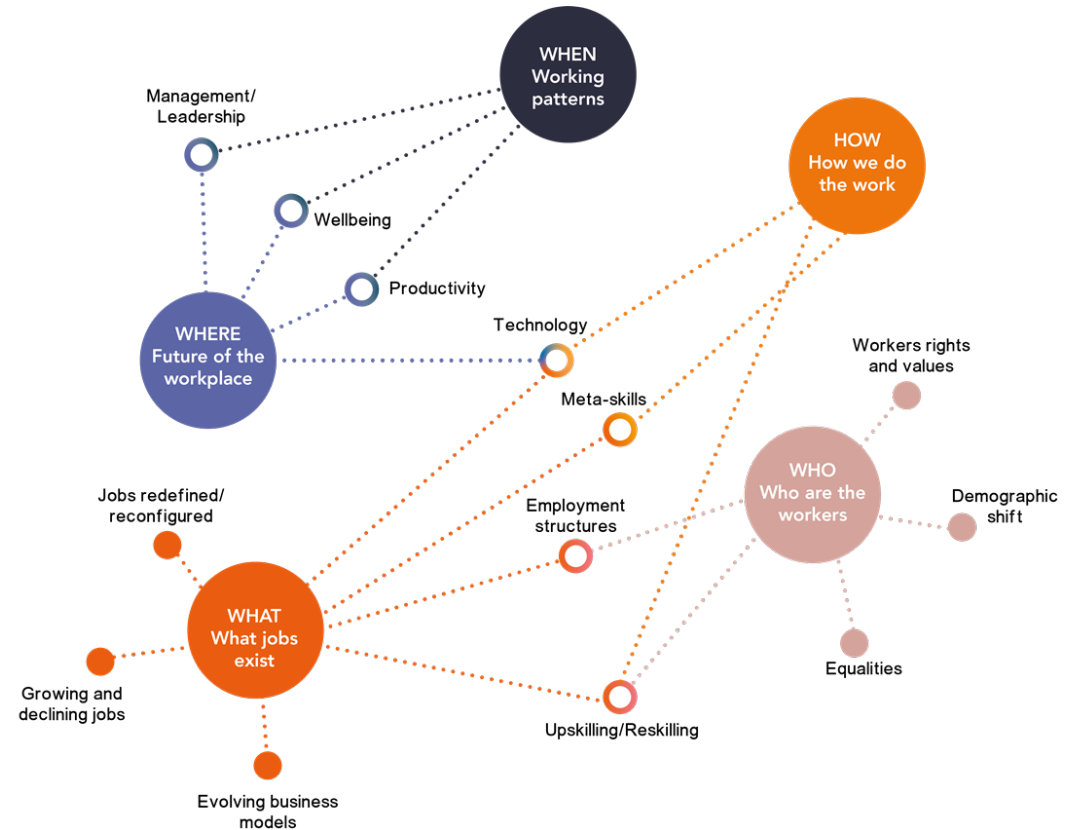 WHEN
Working
patterns
Management/
Leadership
HOW
How we do
the work
Wellbeing
Productivity
WHERE
Future of the
workplace
Technology
Workers rights
and values
Meta-skills
WHO
Who are the
workers
Jobs redefined/
reconfigured
Employment
structures
Demographic
shift
WHAT
What jobs
exist
Equalities
Growing and
declining jobs
Upskilling/Reskilling
Evolving business
models